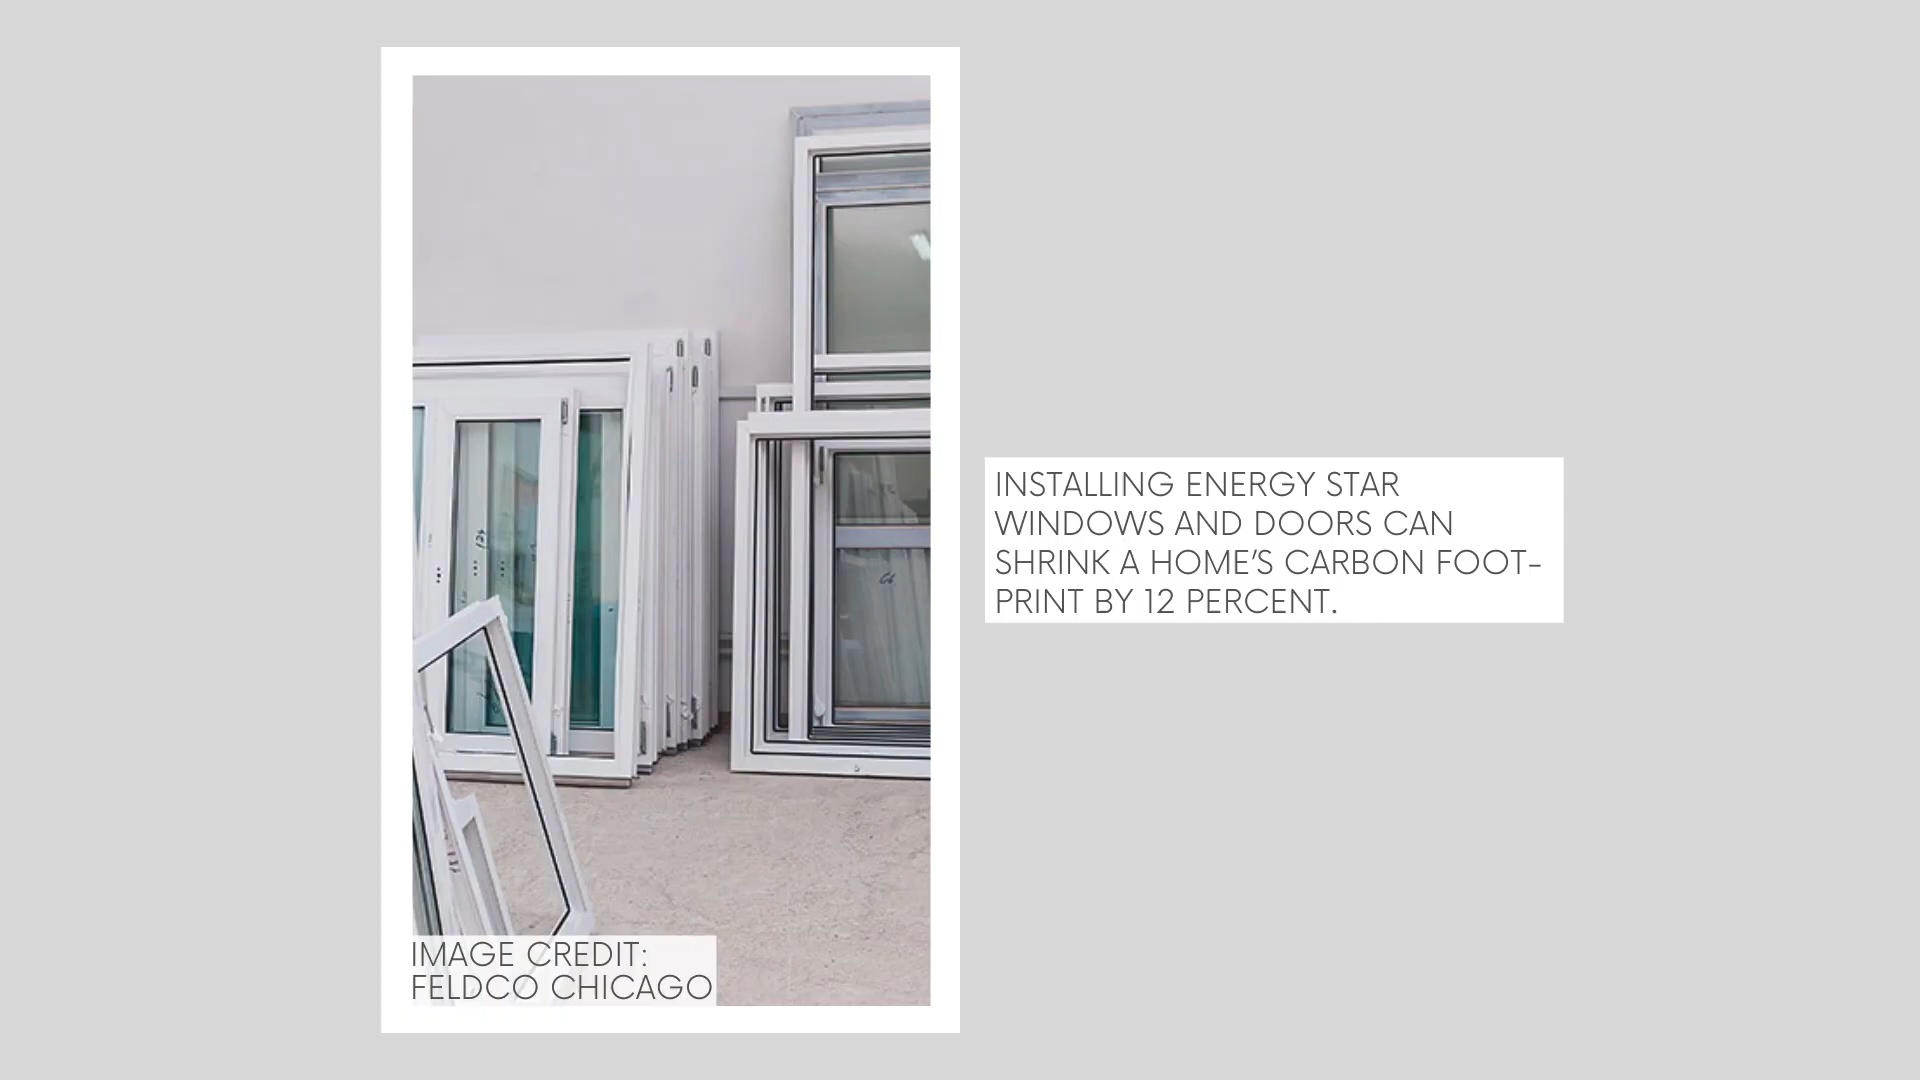 INSTALLING ENERGY STAR
WINDOWS AND DOORS CAN
SHRINK A HOME'S CARBON FOOT-
PRINT BY 12 PERCENT.
IMAGE CREDIT:
FELDCO CHICAGO